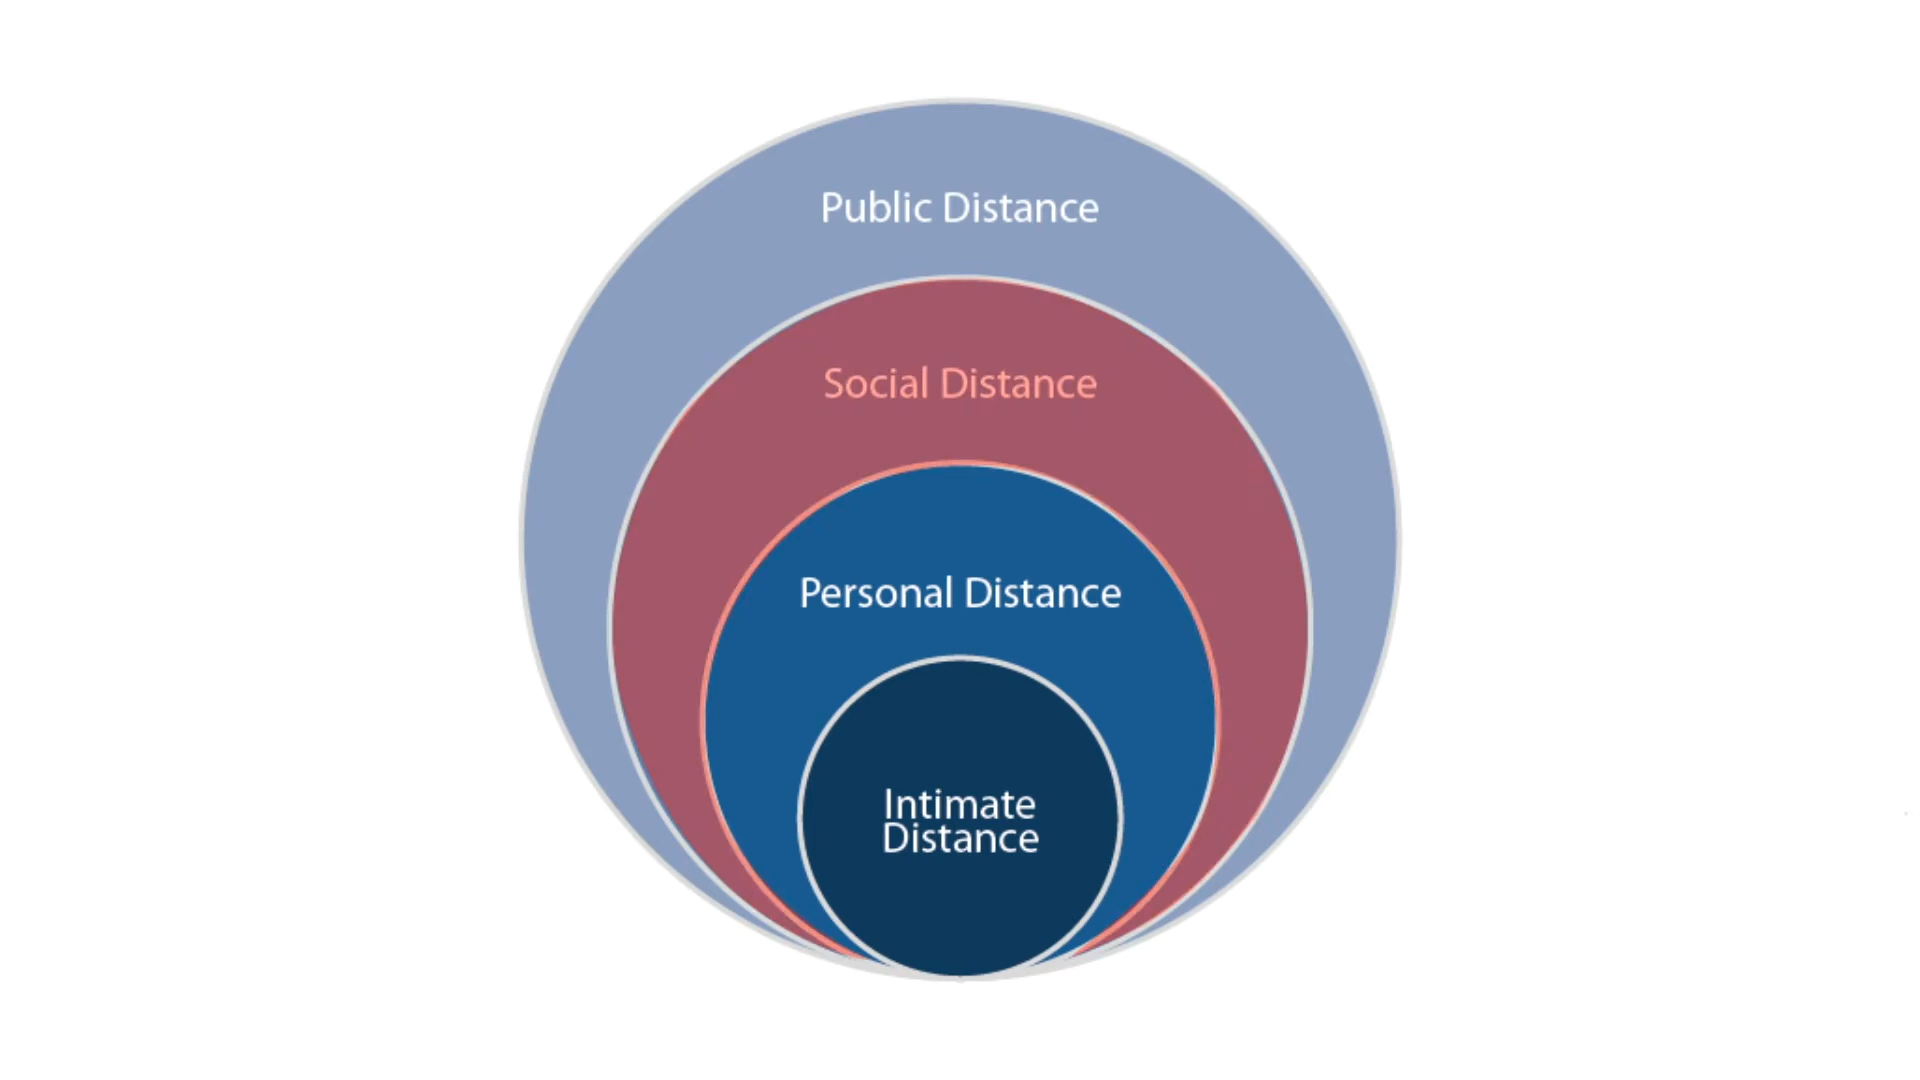 Public Distance
Social Distance
Personal Distance
Intimate
Distance